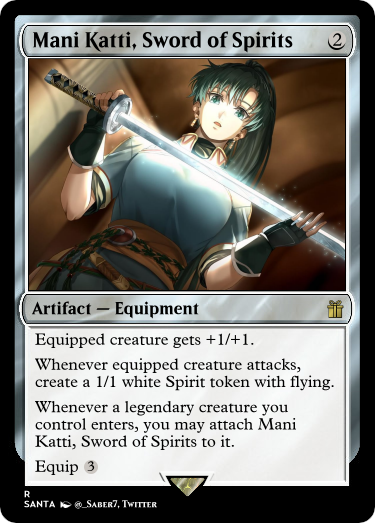 Mani Katti, Sword of Spirits 2
Artifact — Equipment
Equipped creature gets +1/+1.
Whenever equipped creature attacks,
create a 1/1 white Spirit token with flying.
Whenever a legendary creature you
control enters, you may attach Mani
Katti, Sword of Spirits to it.
Equip 3
R
SANTA @_Saber7, Twitter